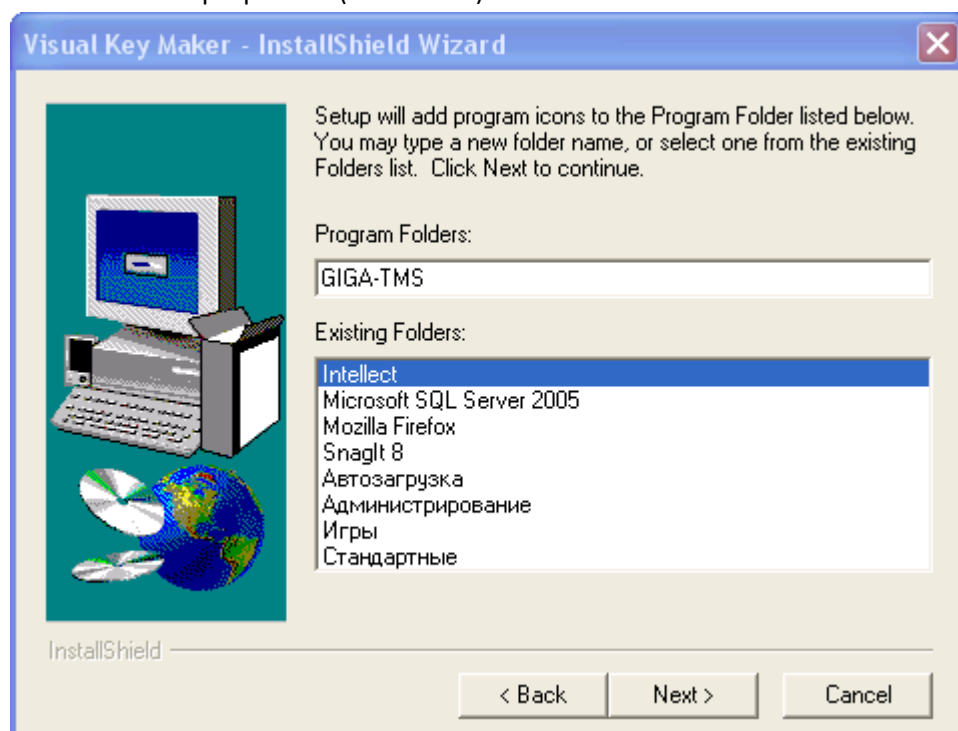 Visual Key Maker - InstallShield Wizard
Setup will add program icons to the Program Folder listed below.
You may type a new folder name, or select one from the existing
Folders list.  Click Next to continue.
Program Folders:
GIGA-TMS
Existing Folders:
Intellect
Microsoft SQL Server 2005
Mozilla Firefox
SnagIt 8
Автозагрузка
Администрирование
Игры
Стандартные
InstallShield
< Back
Next >
Cancel